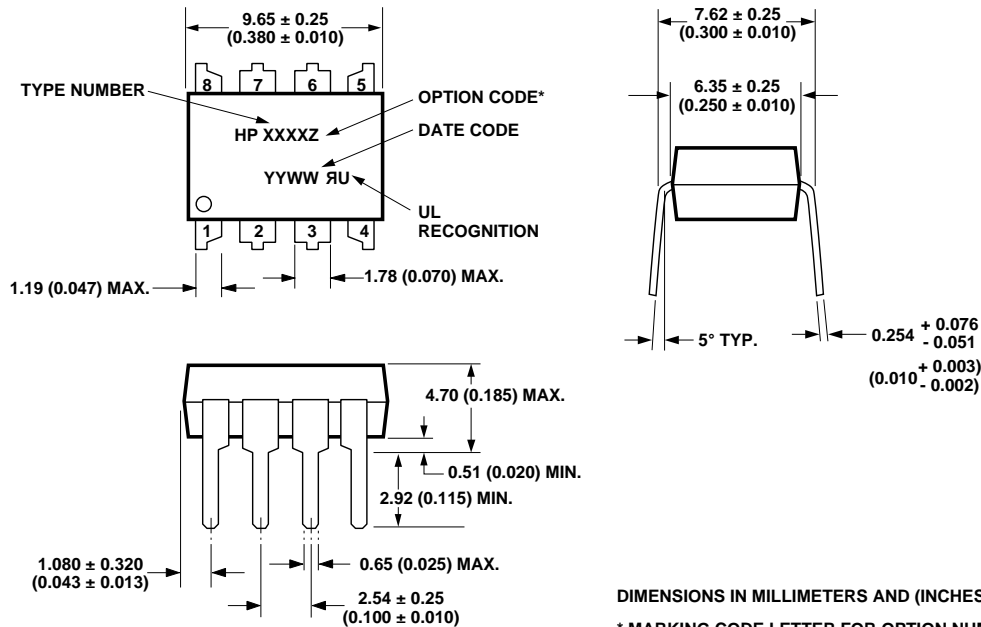 9.65 ± 0.25
(0.380 ± 0.010)
8 7 6 5
TYPE NUMBER
OPTION CODE*
HP XXXXZ
DATE CODE
YYWW ЯU
UL
RECOGNITION
1 2 3 4
1.19 (0.047) MAX.
1.78 (0.070) MAX.
7.62 ± 0.25
(0.300 ± 0.010)
6.35 ± 0.25
(0.250 ± 0.010)
5° TYP.
0.254 + 0.076
- 0.051
(0.010 + 0.003)
- 0.002)
4.70 (0.185) MAX.
0.51 (0.020) MIN.
2.92 (0.115) MIN.
1.080 ± 0.320
(0.043 ± 0.013)
0.65 (0.025) MAX.
2.54 ± 0.25
(0.100 ± 0.010)
DIMENSIONS IN MILLIMETERS AND (INCHES